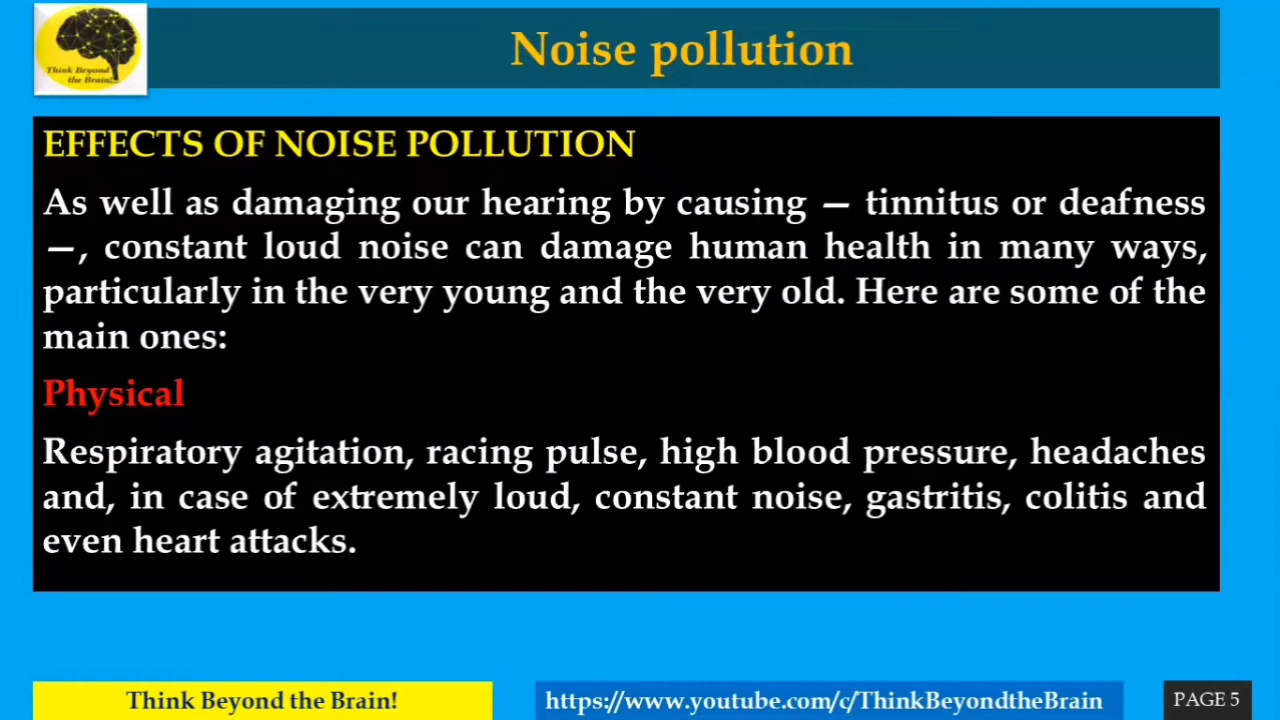 Think Beyond
the Brain!
Noise pollution
EFFECTS OF NOISE POLLUTION
As well as damaging our hearing by causing — tinnitus or deafness
—, constant loud noise can damage human health in many ways,
particularly in the very young and the very old. Here are some of the
main ones:
Physical
Respiratory agitation, racing pulse, high blood pressure, headaches
and, in case of extremely loud, constant noise, gastritis, colitis and
even heart attacks.
Think Beyond the Brain!
https://www.youtube.com/c/ThinkBeyondtheBrain
PAGE 5